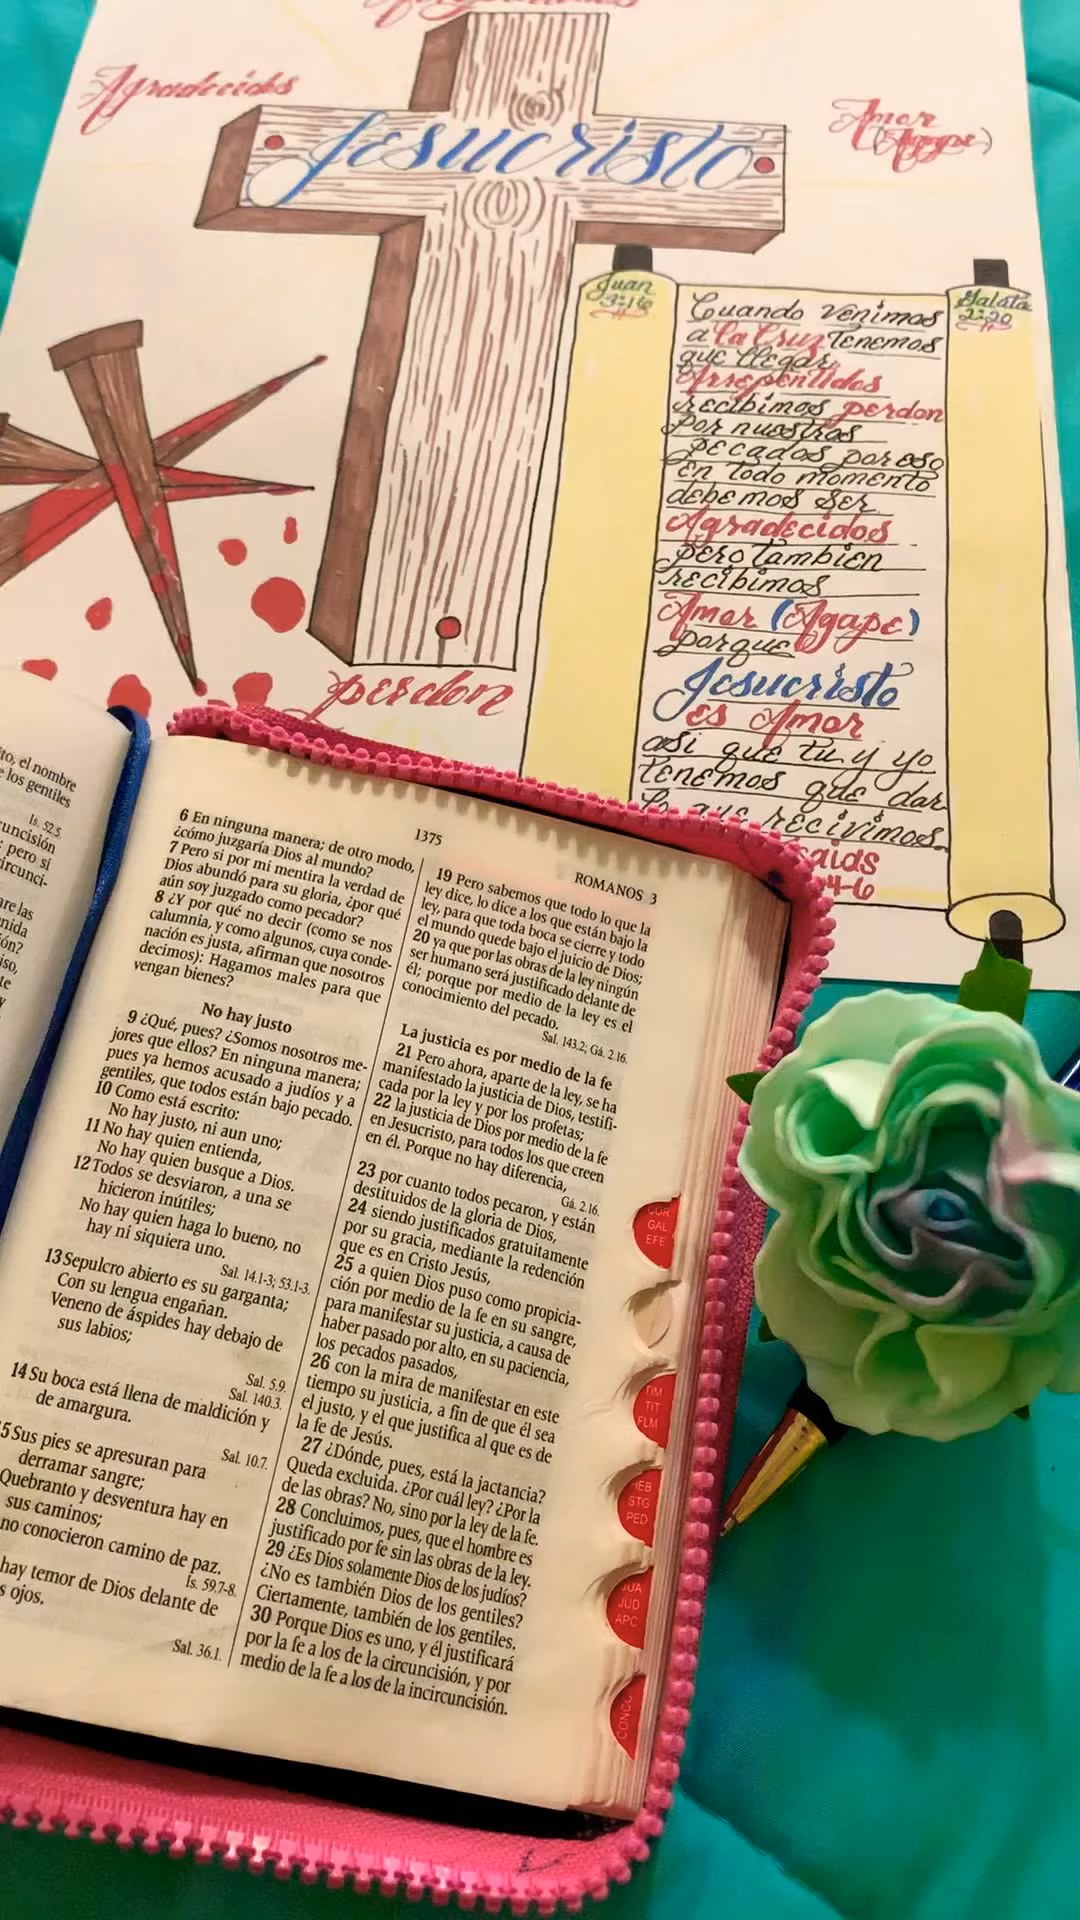 Arrepentidos
Agradecidos
Jesucristo
Amor
(Agape)
Juan
3:16
Galata
2:20
Cuando venimos
a la Cruz Tenemos
que llegar
Arrepentidos
recibimos perdon
por nuestros
pecados por eso
en todo momento
debemos ser
Agradecidos
pero tambien
recibimos
Amor (Agape)
porque
Jesucristo
es Amor
asi que tu y yo
tenemos que dar
lo que recivimos
aias
4-6
perdon
to, el nombre
e los gentiles
Is. 52.5
uncisión
; pero si
ircunci-
are las
nida
ión?
iso,
te
y
1375
ROMANOS 3
6 En ninguna manera; de otro modo,
¿cómo juzgaría Dios al mundo?
7 Pero si por mi mentira la verdad de
Dios abundó para su gloria, ¿por qué
aún soy juzgado como pecador?
8 ¿Y por qué no decir (como se nos
calumnia, y como algunos, cuya conde-
nación es justa, afirman que nosotros
decimos): Hagamos males para que
vengan bienes?
No hay justo
9 ¿Qué, pues? ¿Somos nosotros me-
jores que ellos? En ninguna manera;
pues ya hemos acusado a judíos y a
gentiles, que todos están bajo pecado.
10 Como está escrito:
No hay justo, ni aun uno;
11 No hay quien entienda,
No hay quien busque a Dios.
12 Todos se desviaron, a una se
hicieron inútiles;
No hay quien haga lo bueno, no
hay ni siquiera uno.
Sal. 14.1-3; 53.1-3.
13 Sepulcro abierto es su garganta;
Con su lengua engañan.
Veneno de áspides hay debajo de
sus labios;
Sal. 5.9.
Sal. 140.3.
14 Su boca está llena de maldición y
de amargura.
Sal. 10.7.
5 Sus pies se apresuran para
derramar sangre;
Quebranto y desventura hay en
sus caminos;
no conocieron camino de paz.
Is. 59.7-8.
hay temor de Dios delante de
s ojos.
Sal. 36.1.
19 Pero sabemos que todo lo que la
ley dice, lo dice a los que están bajo la
ley, para que toda boca se cierre y todo
el mundo quede bajo el juicio de Dios;
20 ya que por las obras de la ley ningún
ser humano será justificado delante de
él; porque por medio de la ley es el
conocimiento del pecado.
Sal. 143.2; Gá. 2.16.
La justicia es por medio de la fe
21 Pero ahora, aparte de la ley, se ha
manifestado la justicia de Dios, testifi-
cada por la ley y por los profetas;
22 la justicia de Dios por medio de la fe
en Jesucristo, para todos los que creen
en él. Porque no hay diferencia,
Gá. 2.16.
23 por cuanto todos pecaron, y están
destituidos de la gloria de Dios,
24 siendo justificados gratuitamente
por su gracia, mediante la redención
que es en Cristo Jesús,
25 a quien Dios puso como propicia-
ción por medio de la fe en su sangre,
para manifestar su justicia, a causa de
haber pasado por alto, en su paciencia,
los pecados pasados,
26 con la mira de manifestar en este
tiempo su justicia, a fin de que él sea
el justo, y el que justifica al que es de
la fe de Jesús.
27 ¿Dónde, pues, está la jactancia?
Queda excluida. ¿Por cuál ley? ¿Por la
de las obras? No, sino por la ley de la fe.
28 Concluimos, pues, que el hombre es
justificado por fe sin las obras de la ley.
29 ¿Es Dios solamente Dios de los judíos?
¿No es también Dios de los gentiles?
Ciertamente, también de los gentiles.
30 Porque Dios es uno, y él justificará
por la fe a los de la circuncisión, y por
medio de la fe a los de la incircuncisión.
COR
GAL
EFE
TIM
TIT
FLM
HEB
STG
PED
JUA
JUD
APC
CONC